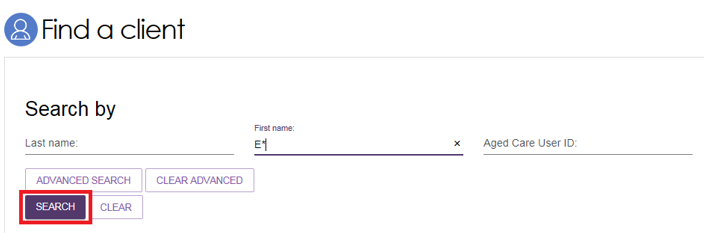 Find a client
Search by
Last name:
First name:
E*
×
Aged Care User ID:
ADVANCED SEARCH
CLEAR ADVANCED
SEARCH
CLEAR